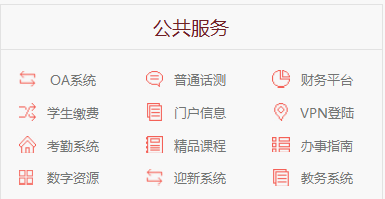 公共服务
OA系统 普通话测 财务平台
学生缴费 门户信息 VPN登陆
考勤系统 精品课程 办事指南
数字资源 迎新系统 教务系统